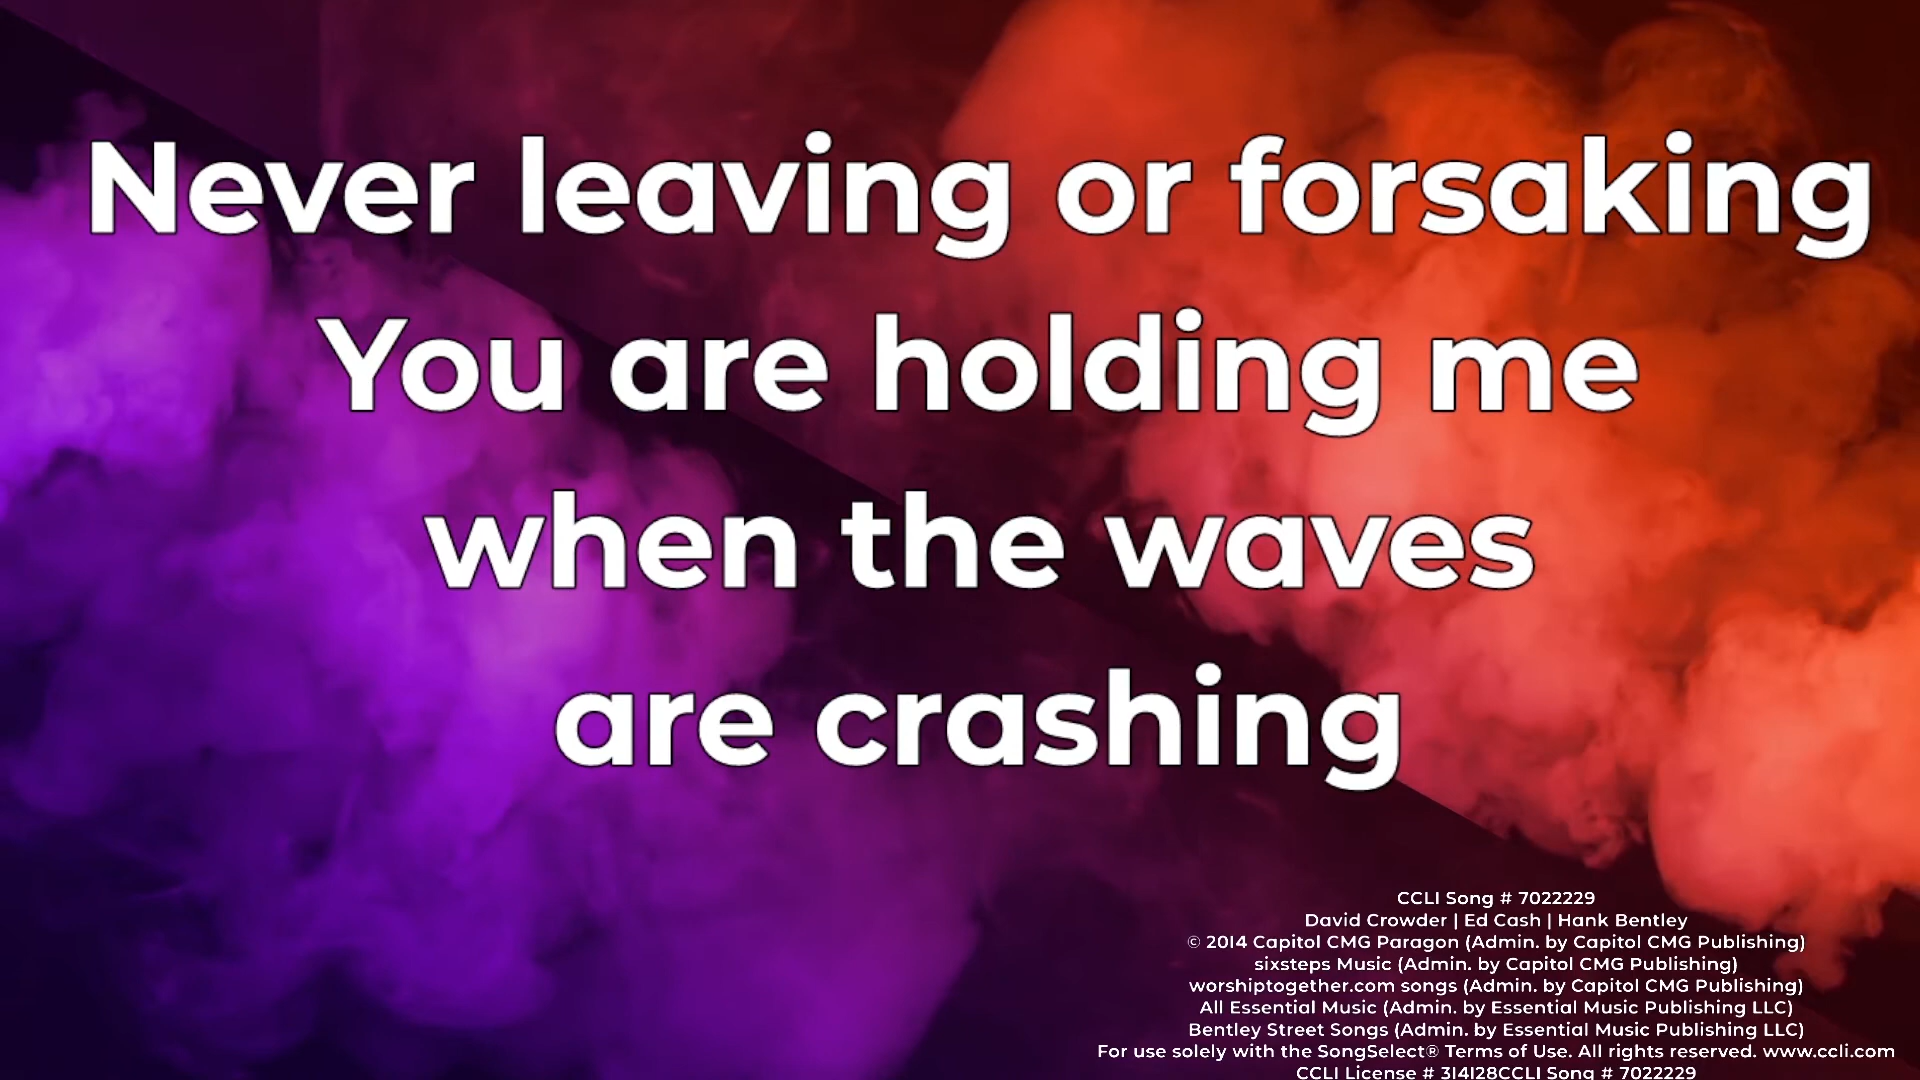 Never leaving or forsaking
You are holding me
when the waves
are crashing
CCLI Song # 7022229
David Crowder | Ed Cash | Hank Bentley
© 2014 Capitol CMG Paragon (Admin. by Capitol CMG Publishing)
sixsteps Music (Admin. by Capitol CMG Publishing)
worshiptogether.com songs (Admin. by Capitol CMG Publishing)
All Essential Music (Admin. by Essential Music Publishing LLC)
Bentley Street Songs (Admin. by Essential Music Publishing LLC)
For use solely with the SongSelect® Terms of Use. All rights reserved. www.ccli.com
CCLI License # 314128CCLI Song # 7022229